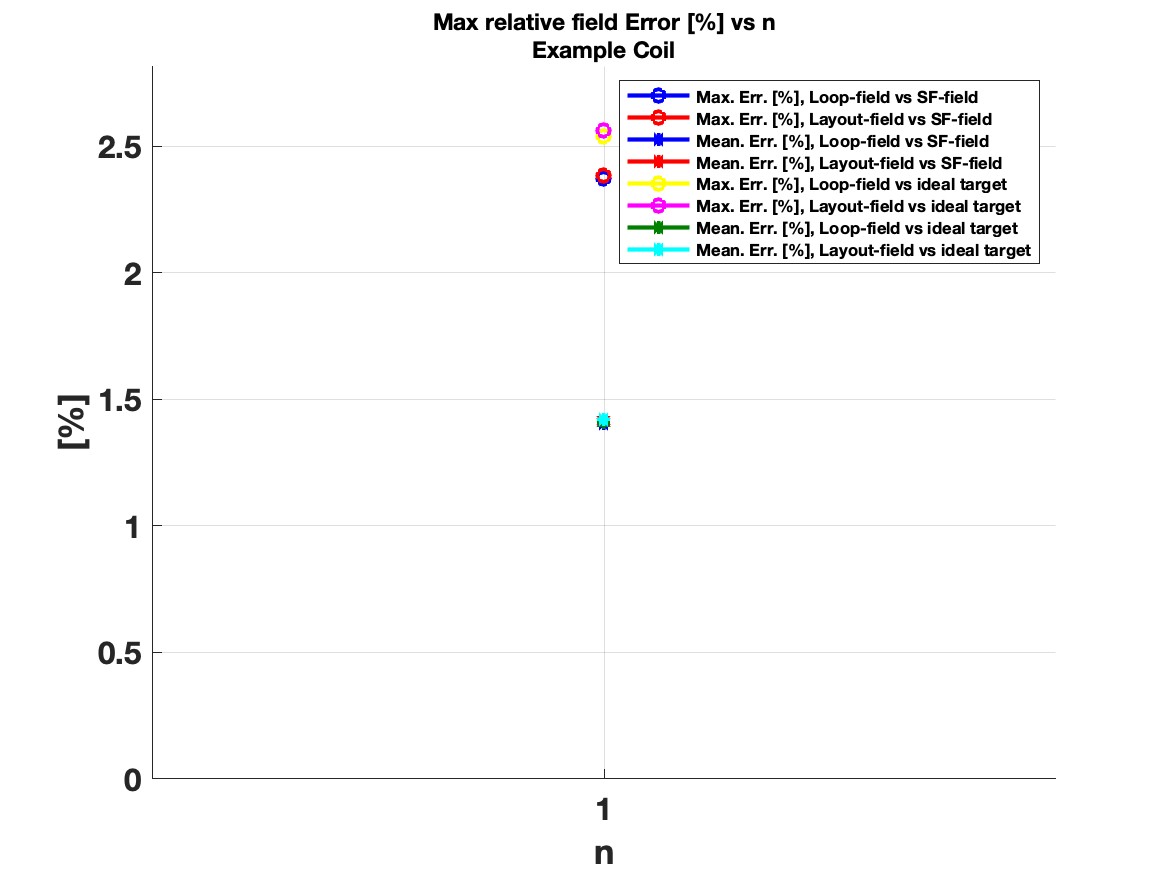 Max relative field Error [%] vs n
Example Coil
Max. Err. [%], Loop-field vs SF-field
Max. Err. [%], Layout-field vs SF-field
Mean. Err. [%], Loop-field vs SF-field
Mean. Err. [%], Layout-field vs SF-field
Max. Err. [%], Loop-field vs ideal target
Max. Err. [%], Layout-field vs ideal target
Mean. Err. [%], Loop-field vs ideal target
Mean. Err. [%], Layout-field vs ideal target
2.5
2
1.5
1
0.5
0
[%]
1
n